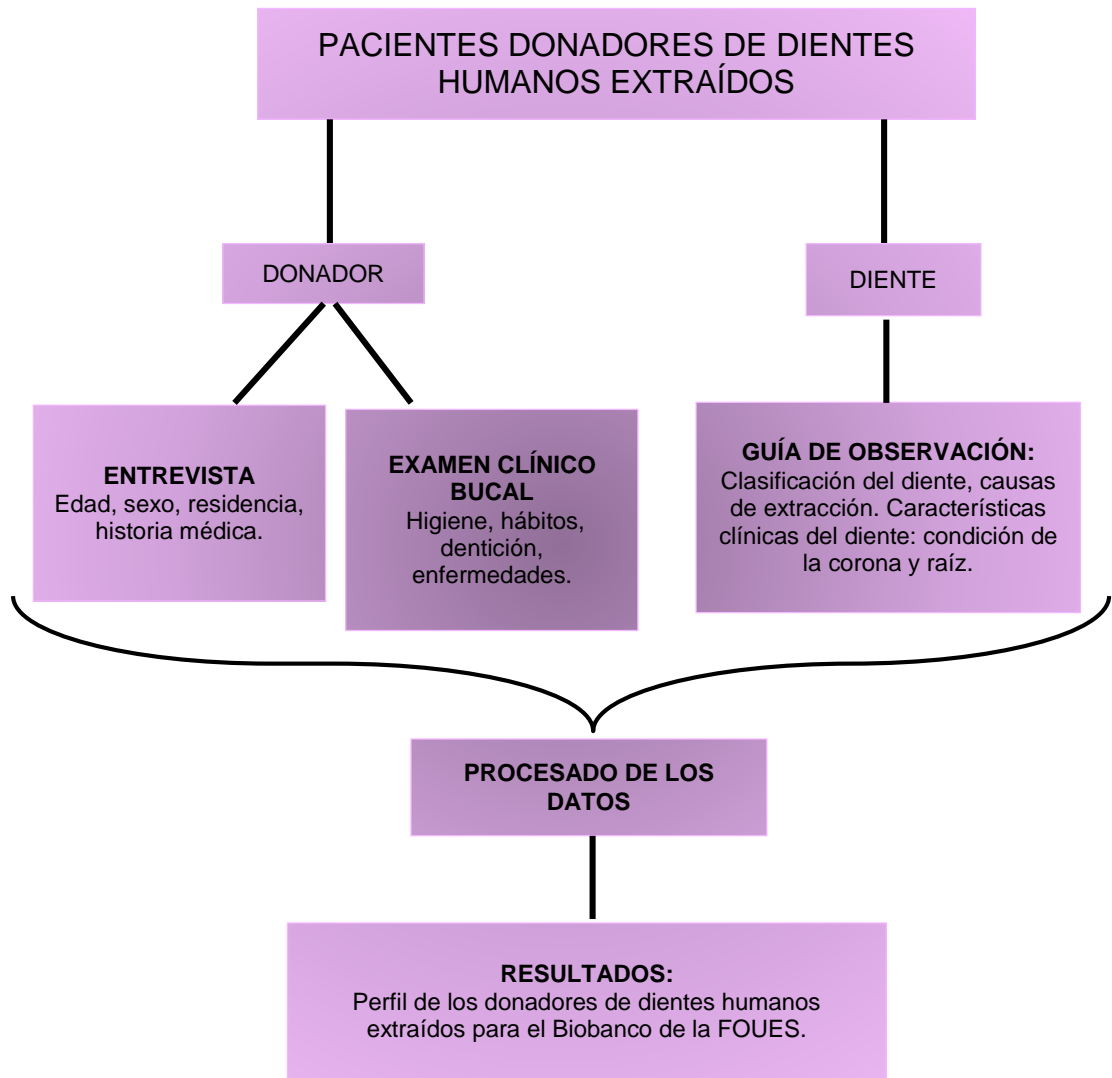 PACIENTES DONADORES DE DIENTES
HUMANOS EXTRAÍDOS
DONADOR
DIENTE
ENTREVISTA
Edad, sexo, residencia,
historia médica.
EXAMEN CLÍNICO
BUCAL
Higiene, hábitos,
dentición,
enfermedades.
GUÍA DE OBSERVACIÓN:
Clasificación del diente, causas
de extracción. Características
clínicas del diente: condición de
la corona y raíz.
PROCESADO DE LOS
DATOS
RESULTADOS:
Perfil de los donadores de dientes humanos
extraídos para el Biobanco de la FOUES.